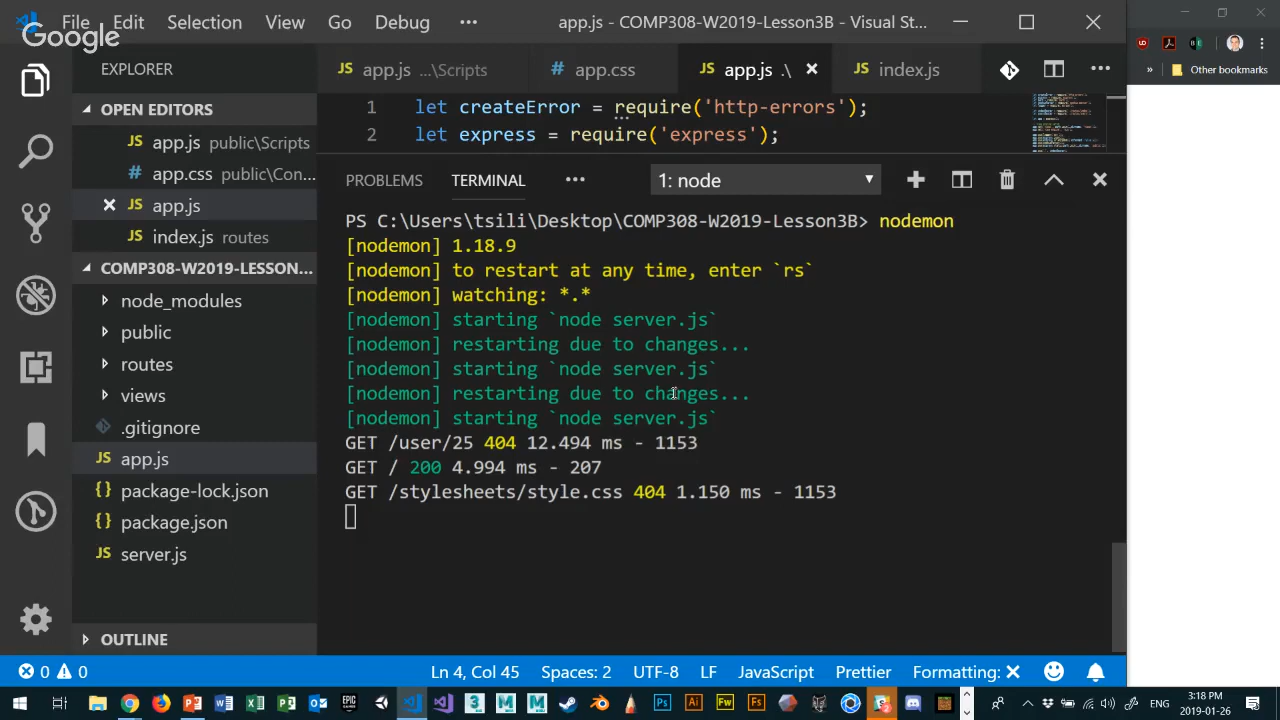 File Edit Selection View Go Debug ••• app.js - COMP308-W2019-Lesson3B - Visual St...
Google
EXPLORER
OPEN EDITORS
JS app.js public\Scripts
# app.css public\Con...
JS app.js
JS index.js routes
COMP308-W2019-LESSON...
node_modules
public
routes
views
.gitignore
JS app.js
{} package-lock.json
{} package.json
JS server.js
OUTLINE
JS app.js ...\Scripts # app.css JS app.js .\ JS index.js
1 let createError = require('http-errors');
2 let express = require('express');
PROBLEMS TERMINAL ••• 1: node
PS C:\Users\tsili\Desktop\COMP308-W2019-Lesson3B> nodemon
[nodemon] 1.18.9
[nodemon] to restart at any time, enter `rs`
[nodemon] watching: *.*
[nodemon] starting `node server.js`
[nodemon] restarting due to changes...
[nodemon] starting `node server.js`
[nodemon] restarting due to changes...
[nodemon] starting `node server.js`
GET /user/25 404 12.494 ms - 1153
GET / 200 4.994 ms - 207
GET /stylesheets/style.css 404 1.150 ms - 1153
» Other bookmarks
0 0 Ln 4, Col 45 Spaces: 2 UTF-8 LF JavaScript Prettier Formatting:
Ps Ai Fw Fs ENG 3:18 PM
2019-01-26